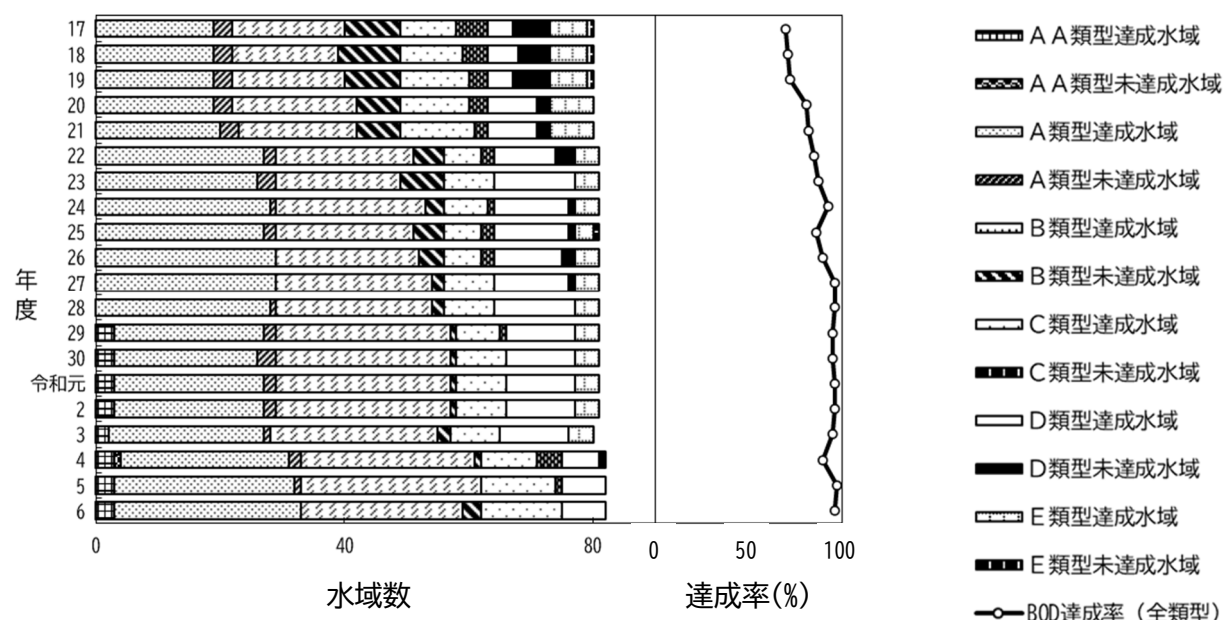 17
18
19
20
21
22
23
24
25
26
27
28
29
30
令和元
2
3
4
5
6
年度
0 40 80
水域数
0 50 100
達成率(%)
AA類型達成水域
AA類型未達成水域
A類型達成水域
A類型未達成水域
B類型達成水域
B類型未達成水域
C類型達成水域
C類型未達成水域
D類型達成水域
D類型未達成水域
E類型達成水域
E類型未達成水域
BOD達成率（全類型）